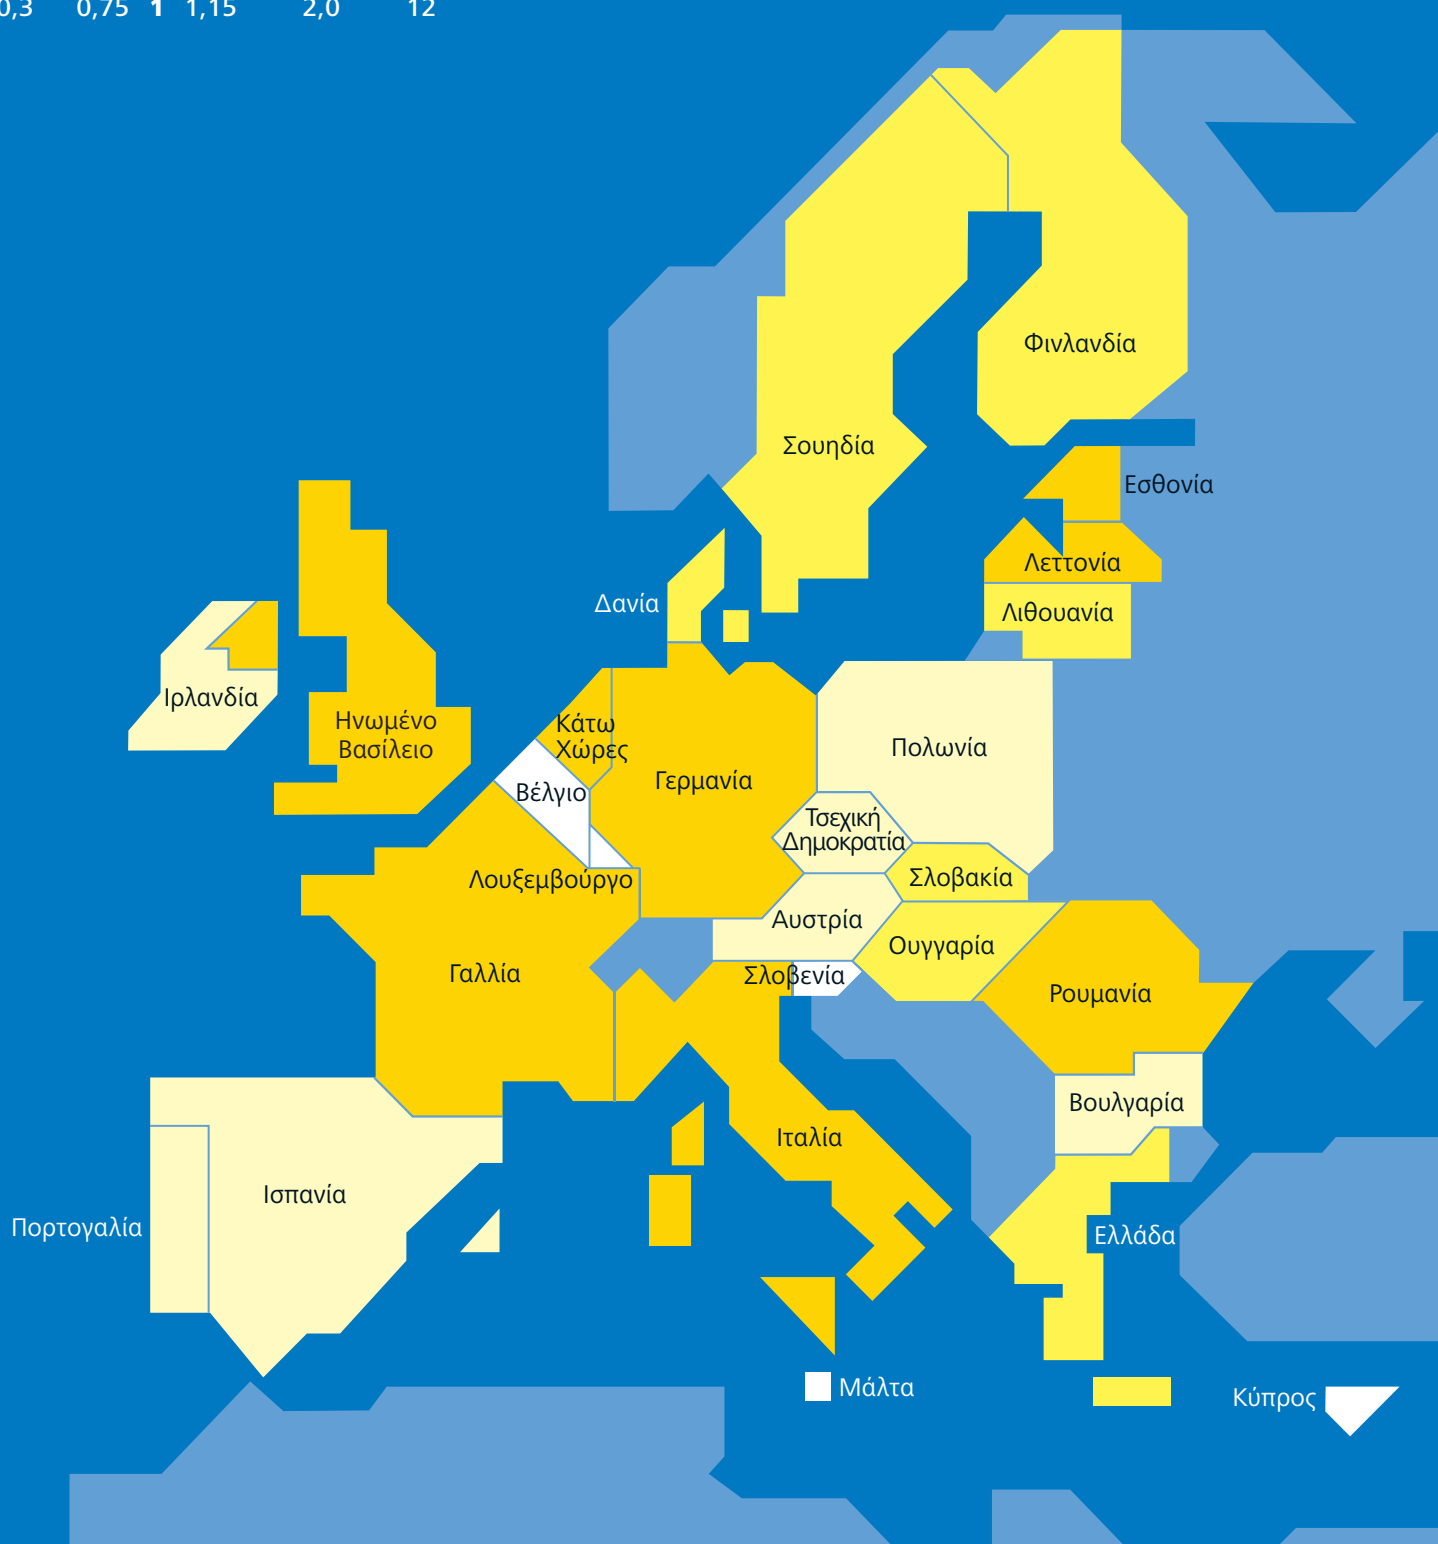 0,3 0,75 1 1,15 2,0 12
Φινλανδία
Σουηδία
Εσθονία
Λεττονία
Δανία
Λιθουανία
Ιρλανδία
Ηνωμένο
Βασίλειο
Κάτω
Χώρες
Πολωνία
Γερμανία
Βέλγιο
Τσεχική
Δημοκρατία
Λουξεμβούργο
Σλοβακία
Αυστρία
Ουγγαρία
Γαλλία
Σλοβενία
Ρουμανία
Βουλγαρία
Ιταλία
Ισπανία
Πορτογαλία
Ελλάδα
Μάλτα
Κύπρος